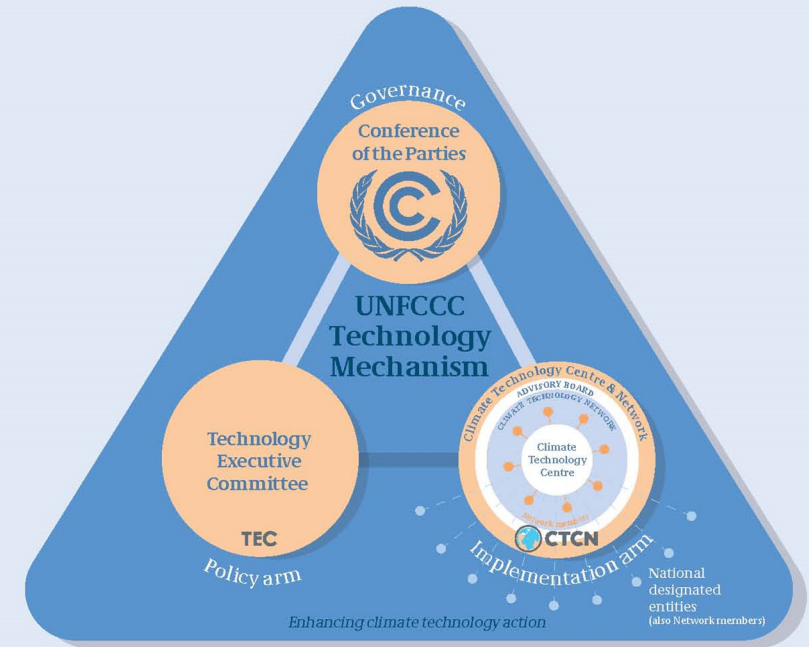 Governance
Conference
of the Parties
UNFCCC
Technology
Mechanism
Technology
Executive
Committee
TEC
Policy arm
Climate Technology Centre & Network
ADVISORY BOARD
CLIMATE TECHNOLOGY NETWORK
Climate
Technology
Centre
Network members
CTCN
Implementation arm
National
designated
entities
(also Network members)
Enhancing climate technology action